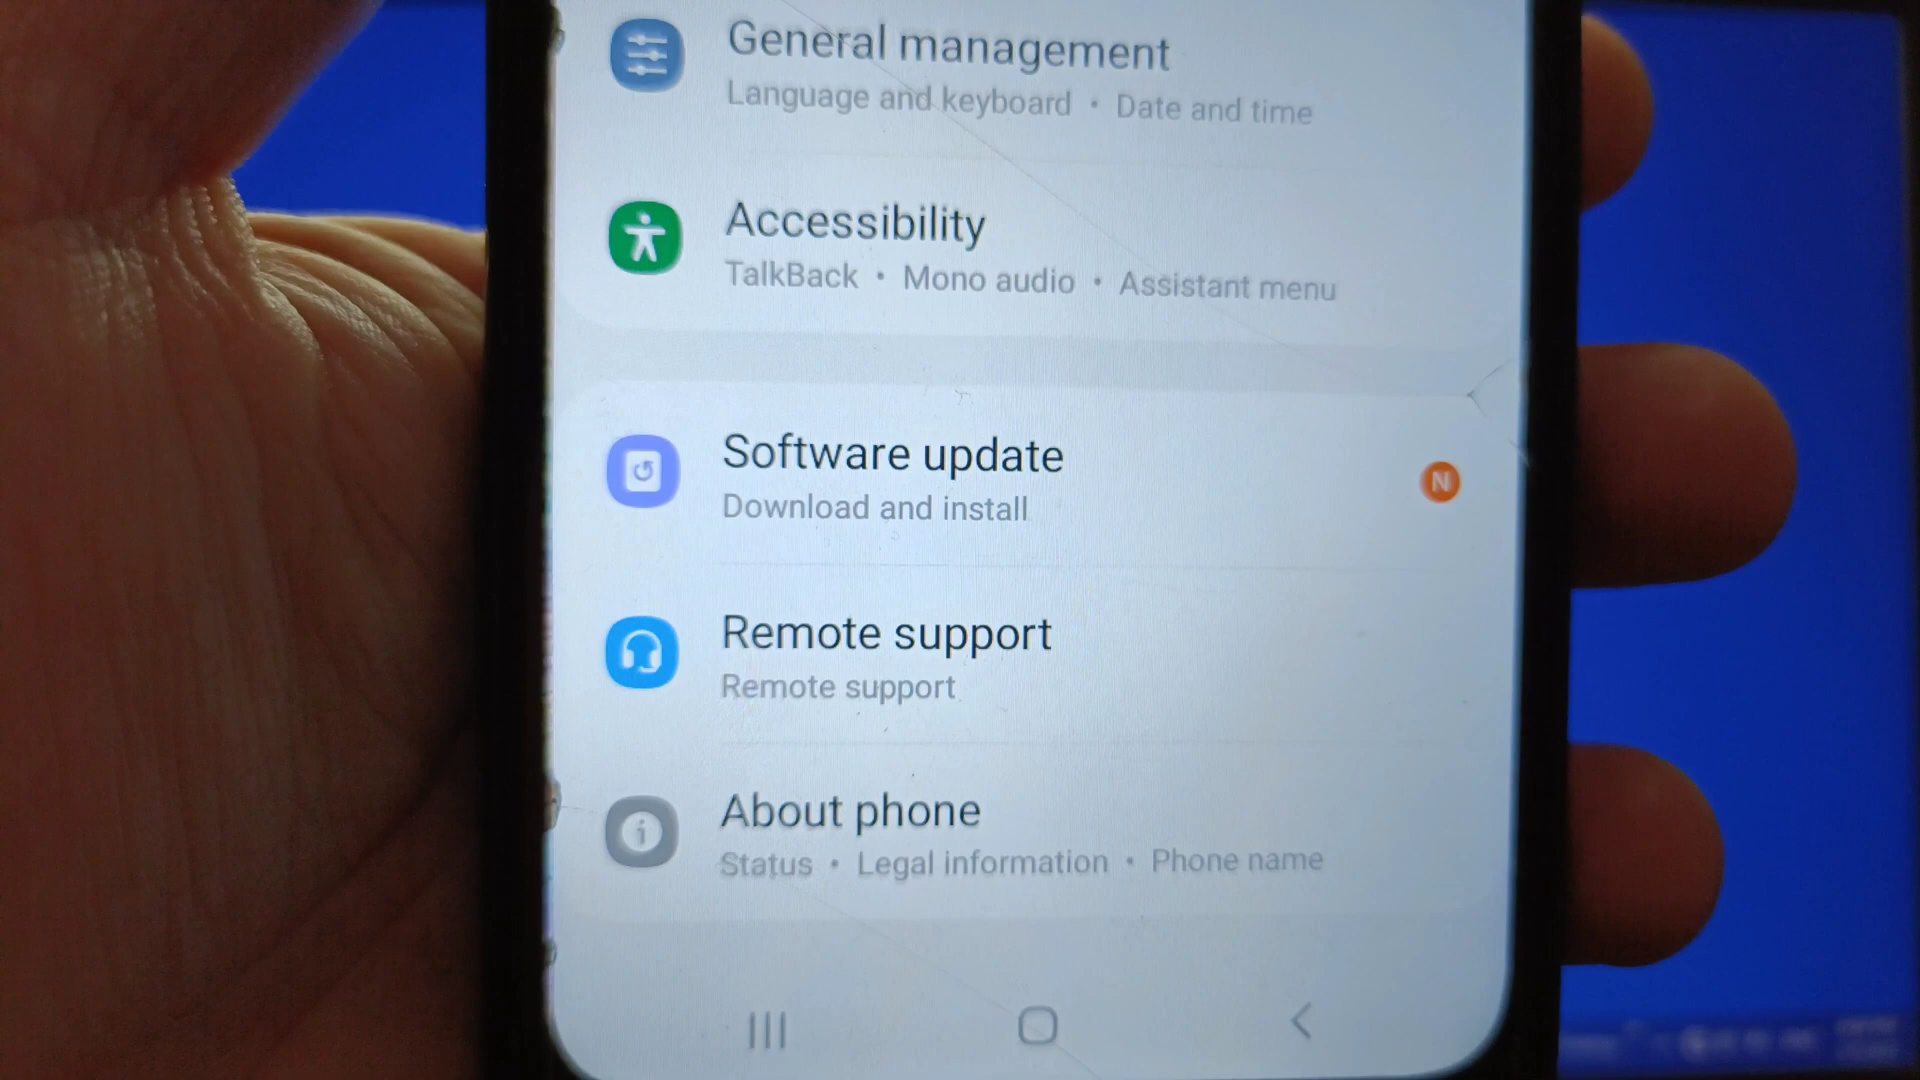 General management
Language and keyboard • Date and time
Accessibility
TalkBack • Mono audio • Assistant menu
Software update
N
Download and install
Remote support
Remote support
About phone
Status • Legal information • Phone name